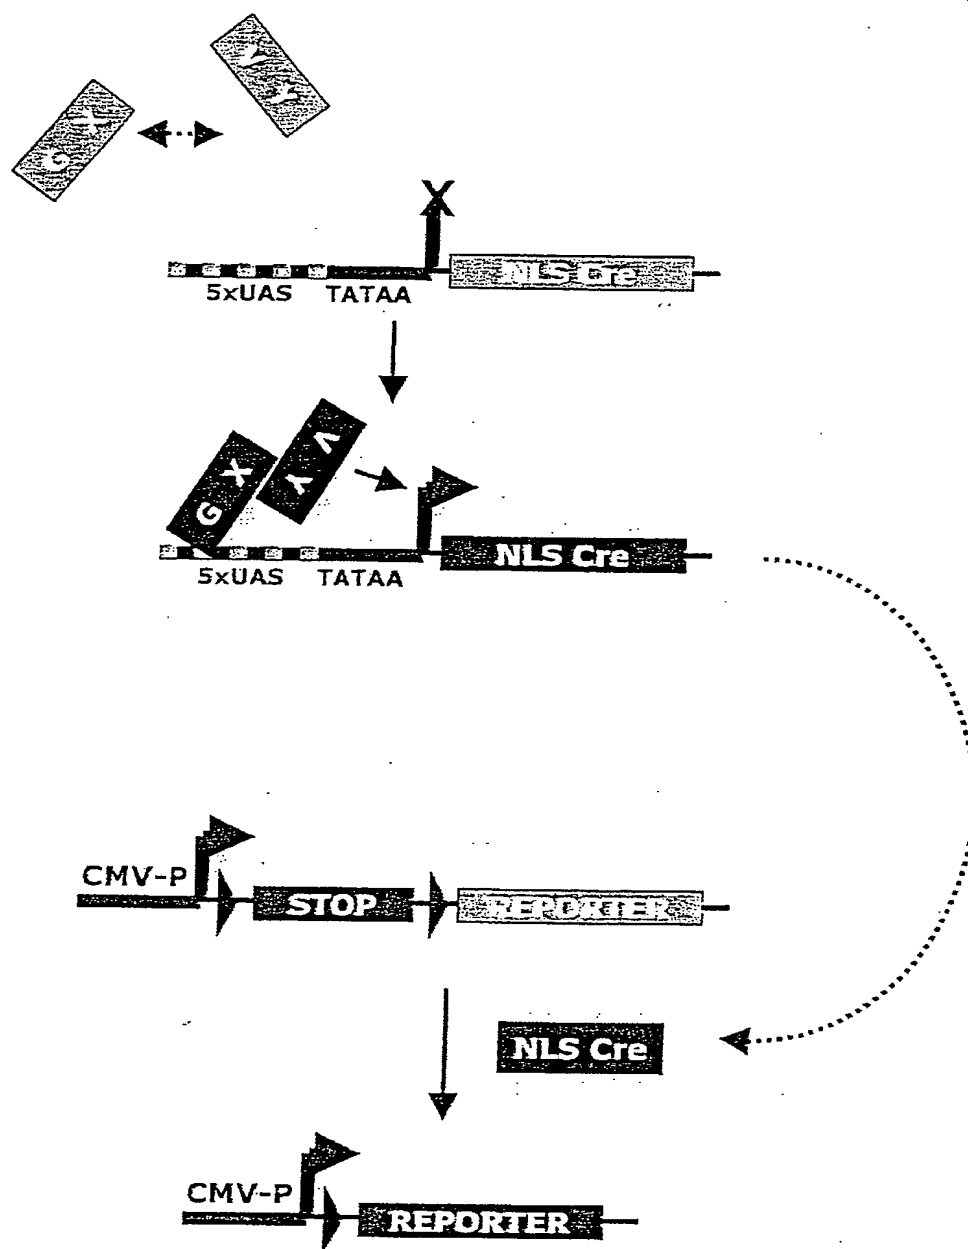 V Y
G X
X
NLS Cre
5xUAS TATAA
Y V
G X
NLS Cre
5xUAS TATAA
CMV-P
STOP REPORTER
NLS Cre
CMV-P
REPORTER